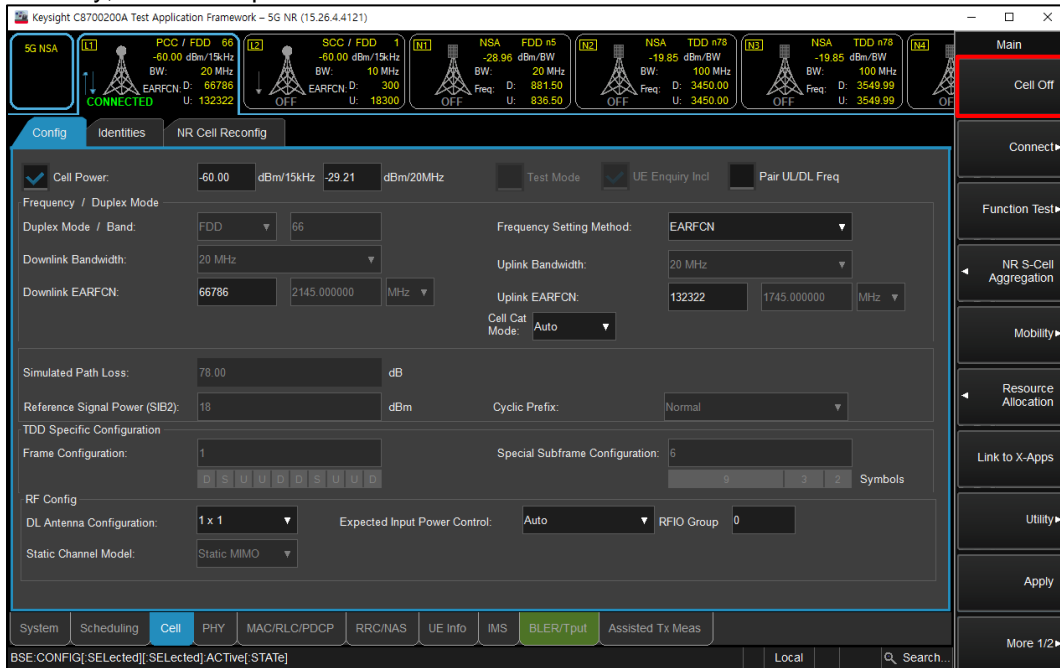 Keysight C8700200A Test Application Framework – 5G NR (15.26.4.4121)
5G NSA
L1 PCC / FDD 66
-60.00 dBm/15kHz
BW: 20 MHz
EARFCN: D: 66786
CONNECTED U: 132322
L2 SCC / FDD 1
-60.00 dBm/15kHz
BW: 10 MHz
EARFCN: D: 300
OFF U: 18300
N1 NSA FDD n5
-28.96 dBm/BW
BW: 20 MHz
Freq: D: 881.50
OFF U: 836.50
N2 NSA TDD n78
-19.85 dBm/BW
BW: 100 MHz
Freq: D: 3450.00
OFF U: 3450.00
N3 NSA TDD n78
-19.85 dBm/BW
BW: 100 MHz
Freq: D: 3549.99
OFF U: 3549.99
N4
Main
Cell Off
Connect
Function Test
NR S-Cell
Aggregation
Mobility
Resource
Allocation
Link to X-Apps
Utility
Apply
More 1/2
Config Identities NR Cell Reconfig
Cell Power: -60.00 dBm/15kHz -29.21 dBm/20MHz Test Mode UE Enquiry Incl Pair UL/DL Freq
Frequency / Duplex Mode
Duplex Mode / Band: FDD 66 Frequency Setting Method: EARFCN
Downlink Bandwidth: 20 MHz Uplink Bandwidth: 20 MHz
Downlink EARFCN: 66786 2145.000000 MHz Uplink EARFCN: 132322 1745.000000 MHz
Cell Cat
Mode: Auto
Simulated Path Loss: 78.00 dB
Reference Signal Power (SIB2): 18 dBm Cyclic Prefix: Normal
TDD Specific Configuration
Frame Configuration: 1 Special Subframe Configuration: 6
D S U U D D S U U D 9 3 2 Symbols
RF Config
DL Antenna Configuration: 1 x 1 Expected Input Power Control: Auto RFIO Group 0
Static Channel Model: Static MIMO
System Scheduling Cell PHY MAC/RLC/PDCP RRC/NAS UE Info IMS BLER/Tput Assisted Tx Meas
BSE:CONFIG[:SELected][:SELected]:ACTive[:STATe] Local Search...